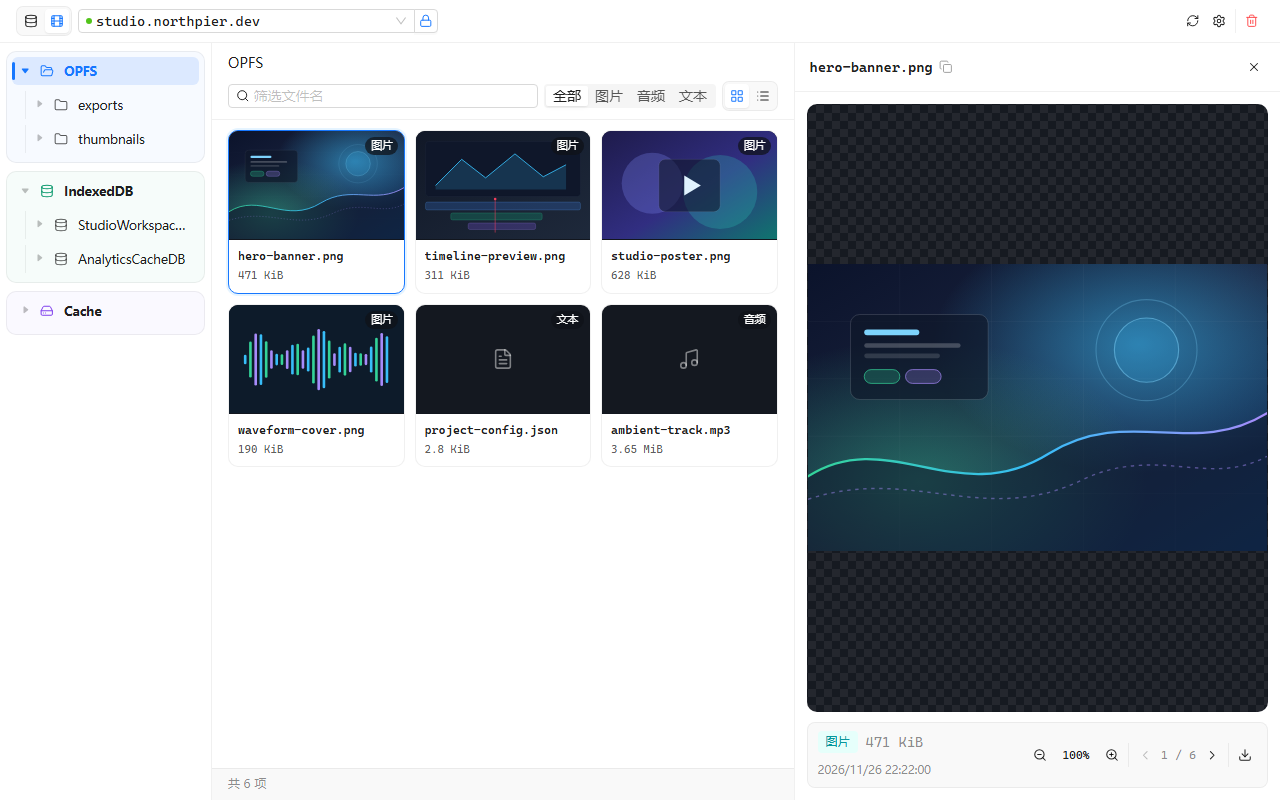 studio.northpier.dev
OPFS
exports
thumbnails
IndexedDB
StudioWorkspac...
AnalyticsCacheDB
Cache
OPFS
筛选文件名
全部 图片 音频 文本
图片
hero-banner.png
471 KiB
图片
timeline-preview.png
311 KiB
图片
studio-poster.png
628 KiB
图片
waveform-cover.png
190 KiB
文本
project-config.json
2.8 KiB
音频
ambient-track.mp3
3.65 MiB
共 6 项
hero-banner.png
图片 471 KiB
2026/11/26 22:22:00
100%
1 / 6